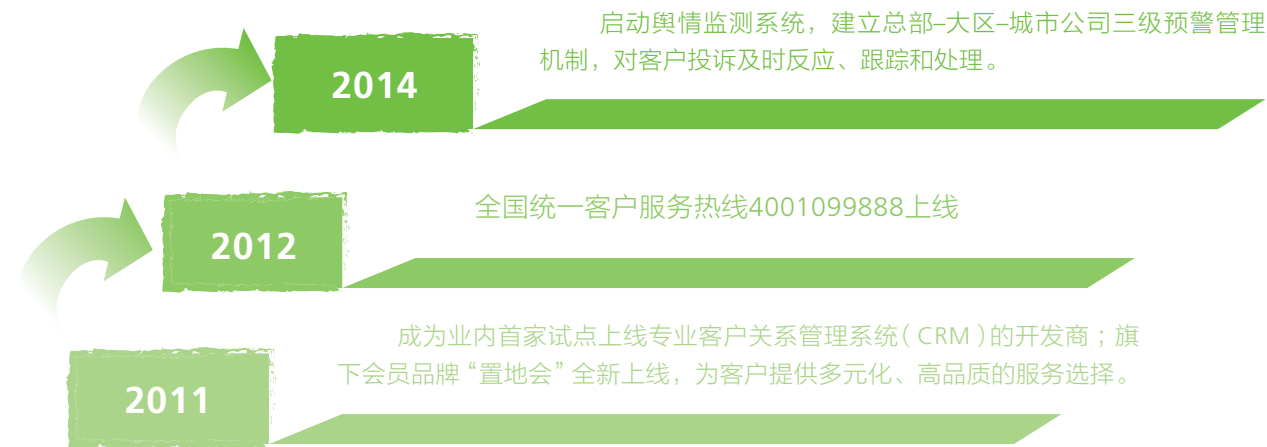 启动舆情监测系统，建立总部–大区–城市公司三级预警管理
机制，对客户投诉及时反应、跟踪和处理。
2014
全国统一客户服务热线4001099888上线
2012
成为业内首家试点上线专业客户关系管理系统（CRM）的开发商；旗
下会员品牌“置地会”全新上线，为客户提供多元化、高品质的服务选择。
2011